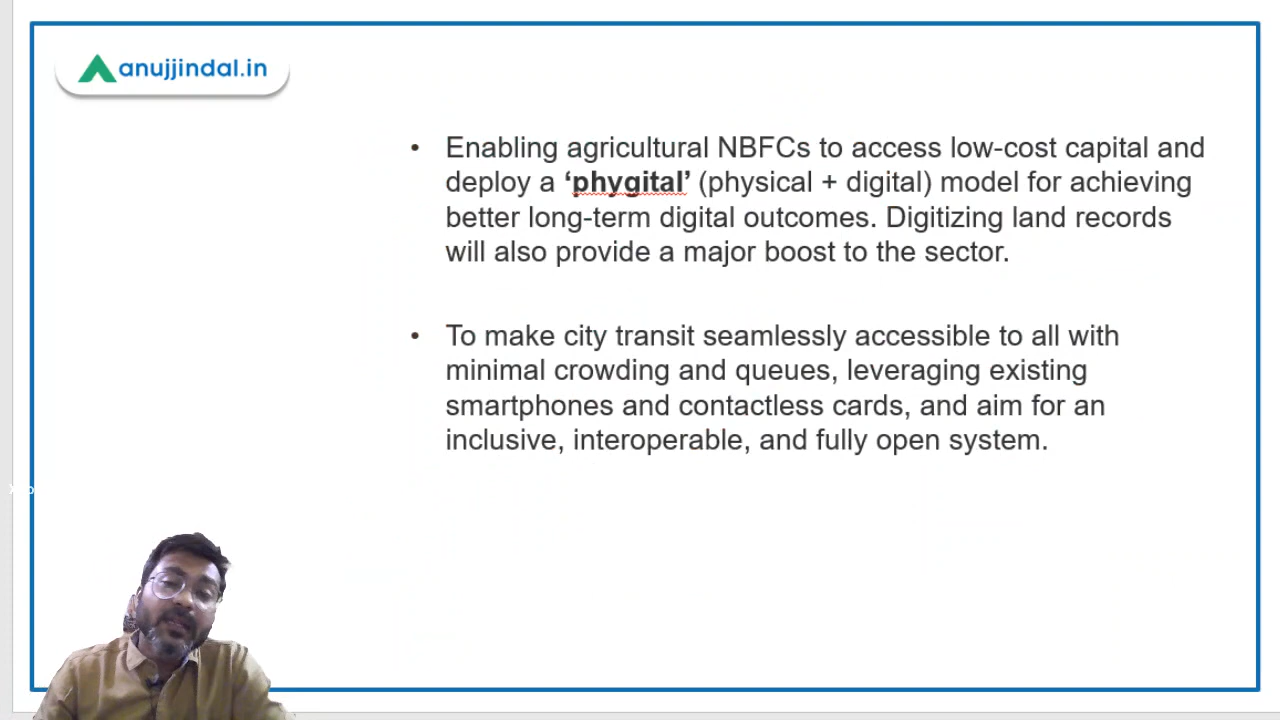 anujjindal.in
• Enabling agricultural NBFCs to access low-cost capital and
deploy a ‘phygital’ (physical + digital) model for achieving
better long-term digital outcomes. Digitizing land records
will also provide a major boost to the sector.
• To make city transit seamlessly accessible to all with
minimal crowding and queues, leveraging existing
smartphones and contactless cards, and aim for an
inclusive, interoperable, and fully open system.